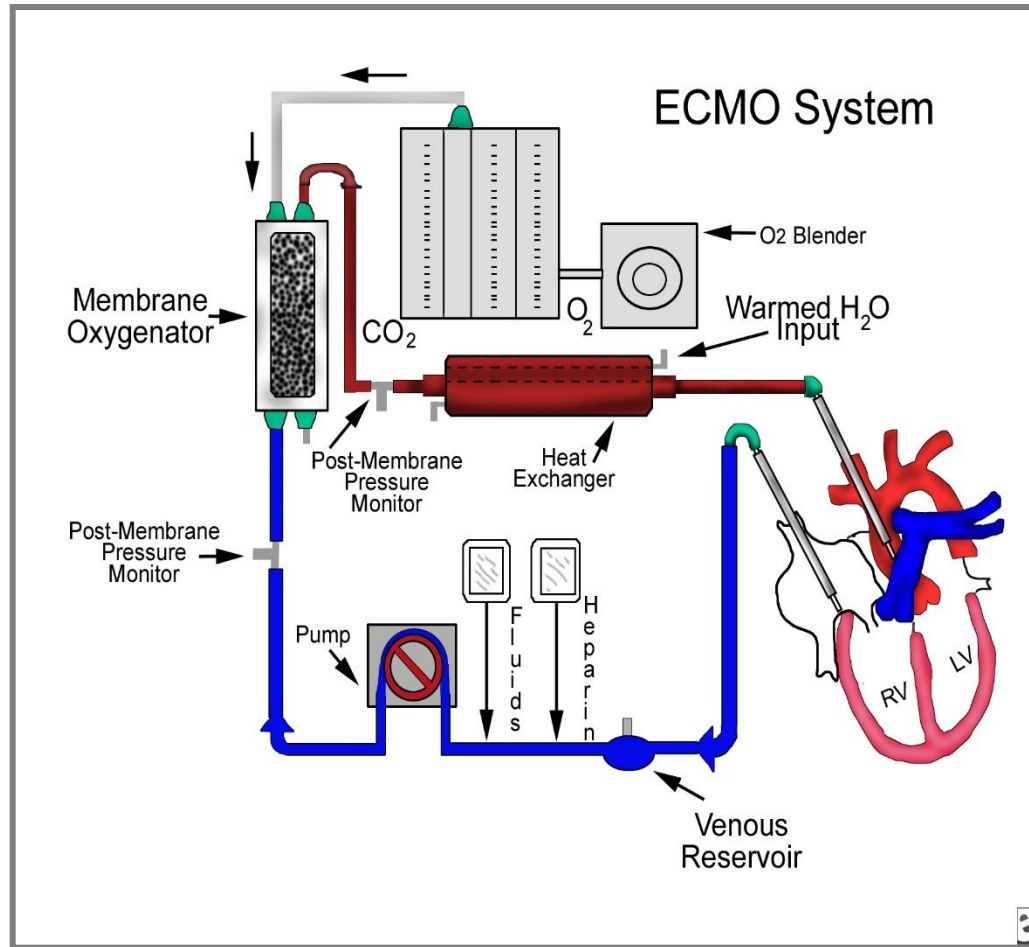 ECMO System
O2 Blender
Membrane
Oxygenator
CO₂
O₂
Warmed H₂O
Input
Post-Membrane
Pressure
Monitor
Heat
Exchanger
Post-Membrane
Pressure
Monitor
Pump
Fluids
Heparin
RV
LV
Venous
Reservoir